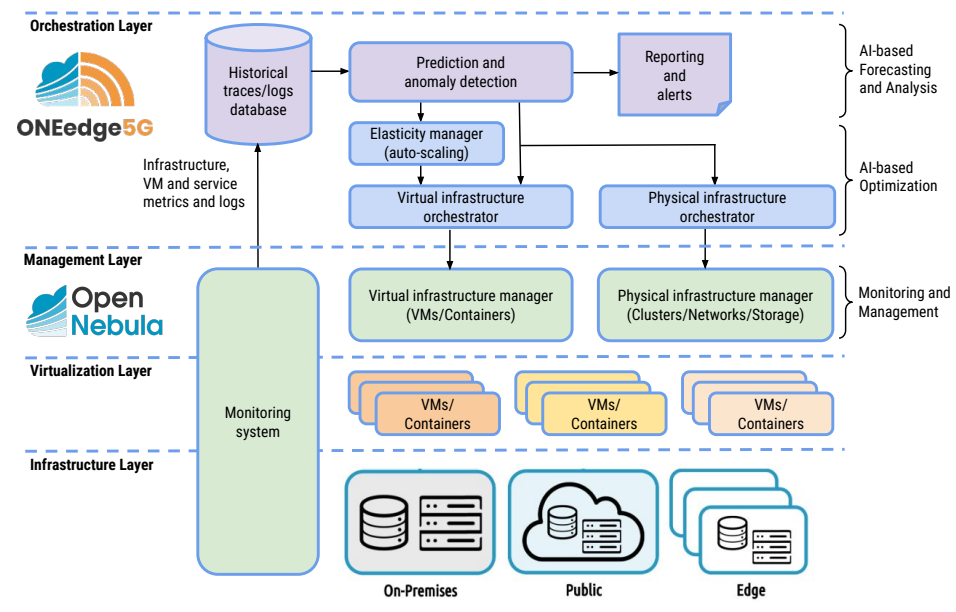 Orchestration Layer
ONEedge5G
Historical
traces/logs
database
Prediction and
anomaly detection
Reporting
and
alerts
AI-based
Forecasting
and Analysis
Elasticity manager
(auto-scaling)
Infrastructure,
VM and service
metrics and logs
Virtual infrastructure
orchestrator
Physical infrastructure
orchestrator
AI-based
Optimization
Management Layer
Open
Nebula
Virtual infrastructure manager
(VMs/Containers)
Physical infrastructure manager
(Clusters/Networks/Storage)
Monitoring and
Management
Virtualization Layer
Monitoring
system
VMs/
Containers
VMs/
Containers
VMs/
Containers
Infrastructure Layer
On-Premises
Public
Edge